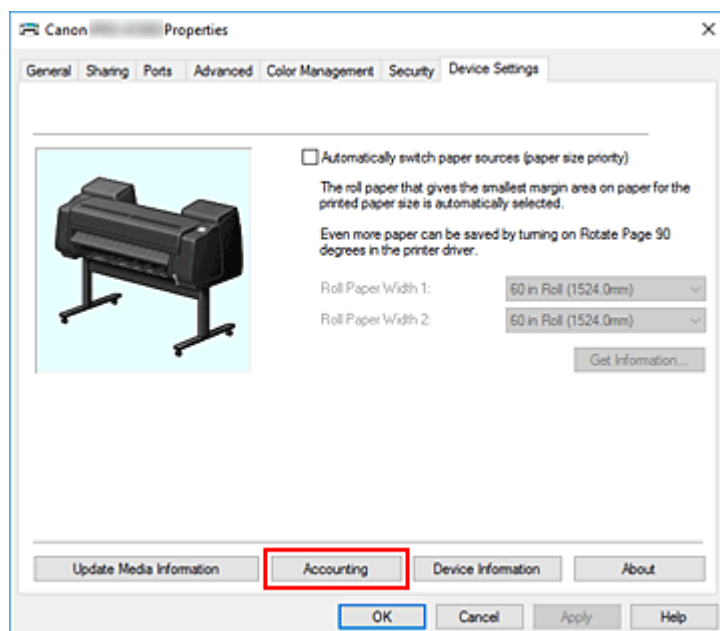 Canon Properties
General Sharing Ports Advanced Color Management Security Device Settings
Automatically switch paper sources (paper size priority)
The roll paper that gives the smallest margin area on paper for the
printed paper size is automatically selected.
Even more paper can be saved by turning on Rotate Page 90
degrees in the printer driver.
Roll Paper Width 1: 60 in Roll (1524.0mm)
Roll Paper Width 2: 60 in Roll (1524.0mm)
Get Information...
Update Media Information Accounting Device Information About
OK Cancel Apply Help